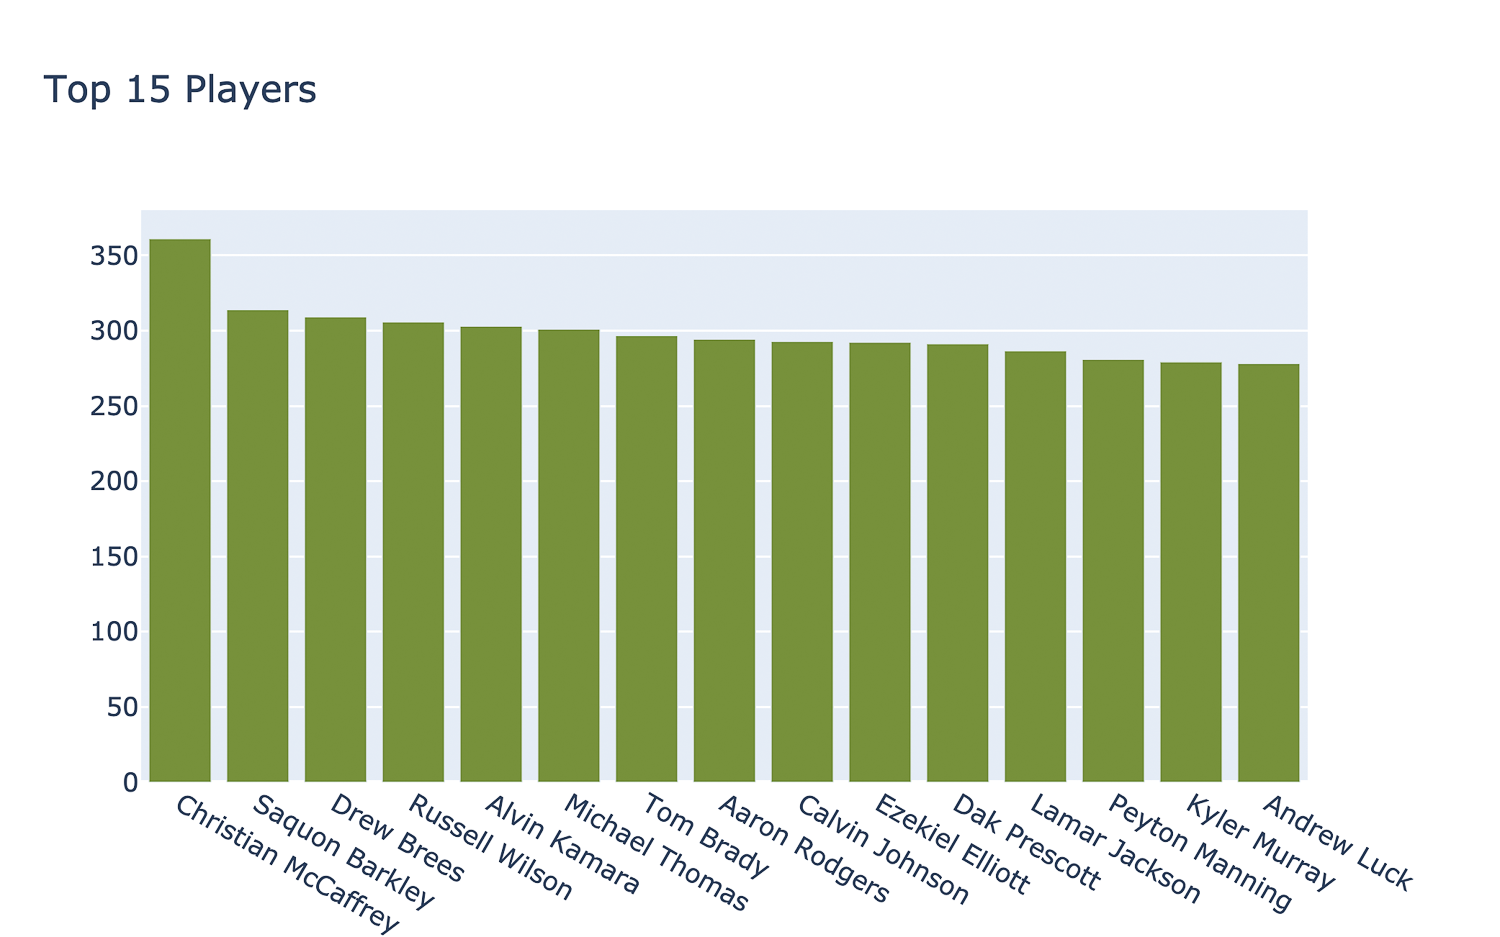 Top 15 Players
350
300
250
200
150
100
50
0
Christian McCaffrey
Saquon Barkley
Drew Brees
Russell Wilson
Alvin Kamara
Michael Thomas
Tom Brady
Aaron Rodgers
Calvin Johnson
Ezekiel Elliott
Dak Prescott
Lamar Jackson
Peyton Manning
Kyler Murray
Andrew Luck